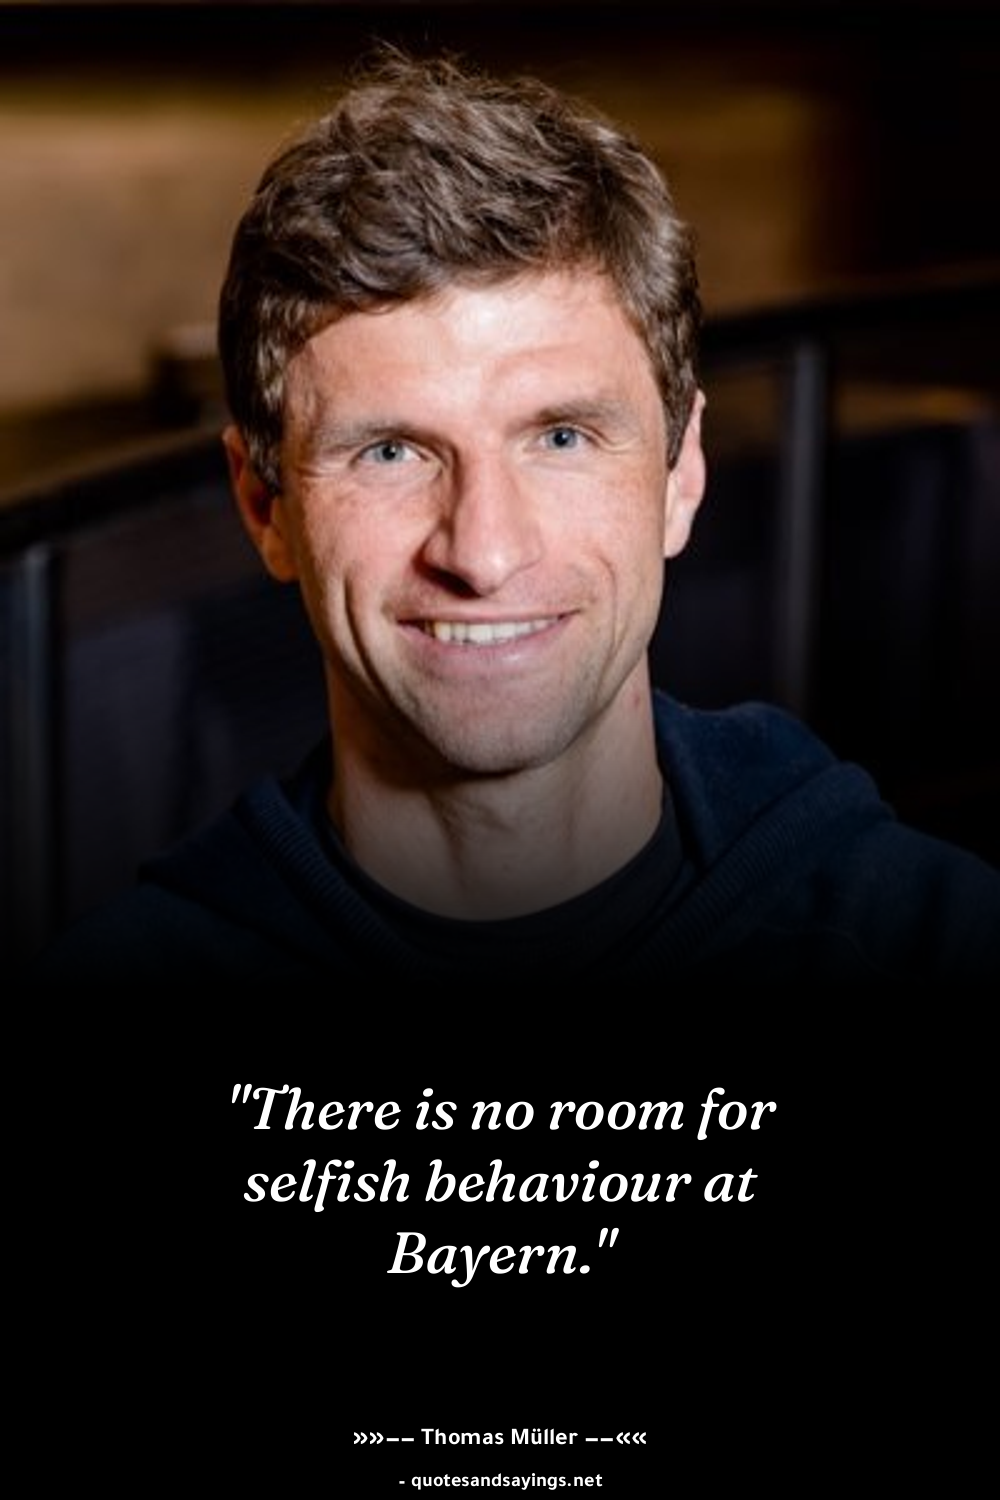 "There is no room for
selfish behaviour at
Bayern."
»»−− Thomas Müller −−««
- quotesandsayings.net